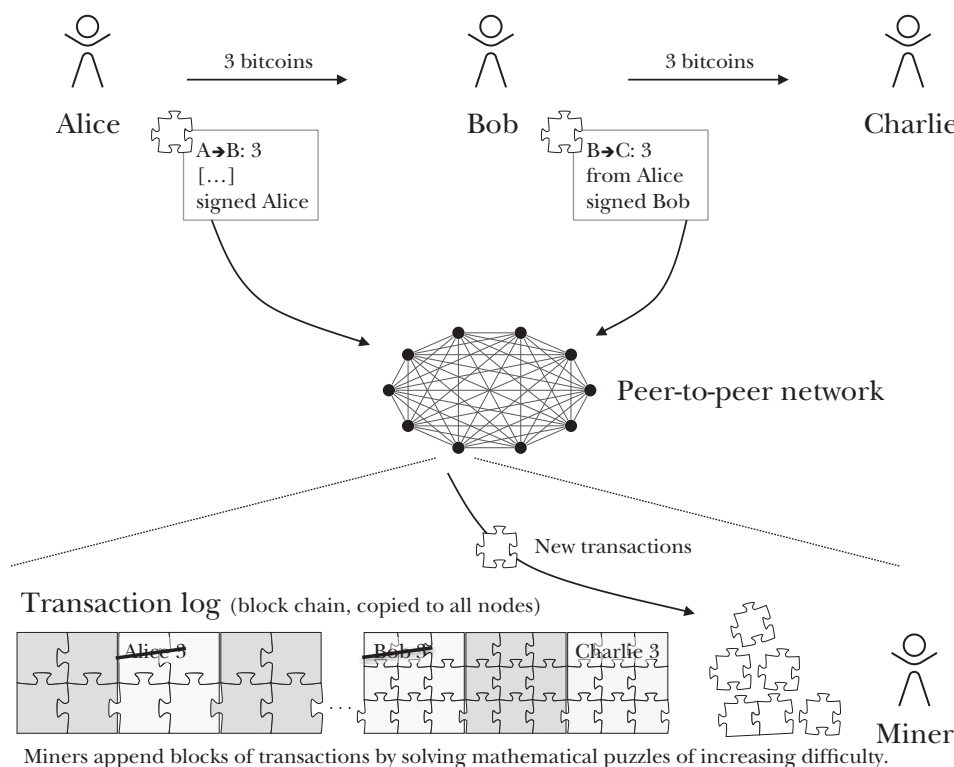 3 bitcoins
3 bitcoins
Alice
Bob
Charlie
A→B: 3
[...]
signed Alice
B→C: 3
from Alice
signed Bob
Peer-to-peer network
New transactions
Transaction log (block chain, copied to all nodes)
Alice 3
Bob 3
Charlie 3
...
Miner
Miners append blocks of transactions by solving mathematical puzzles of increasing difficulty.